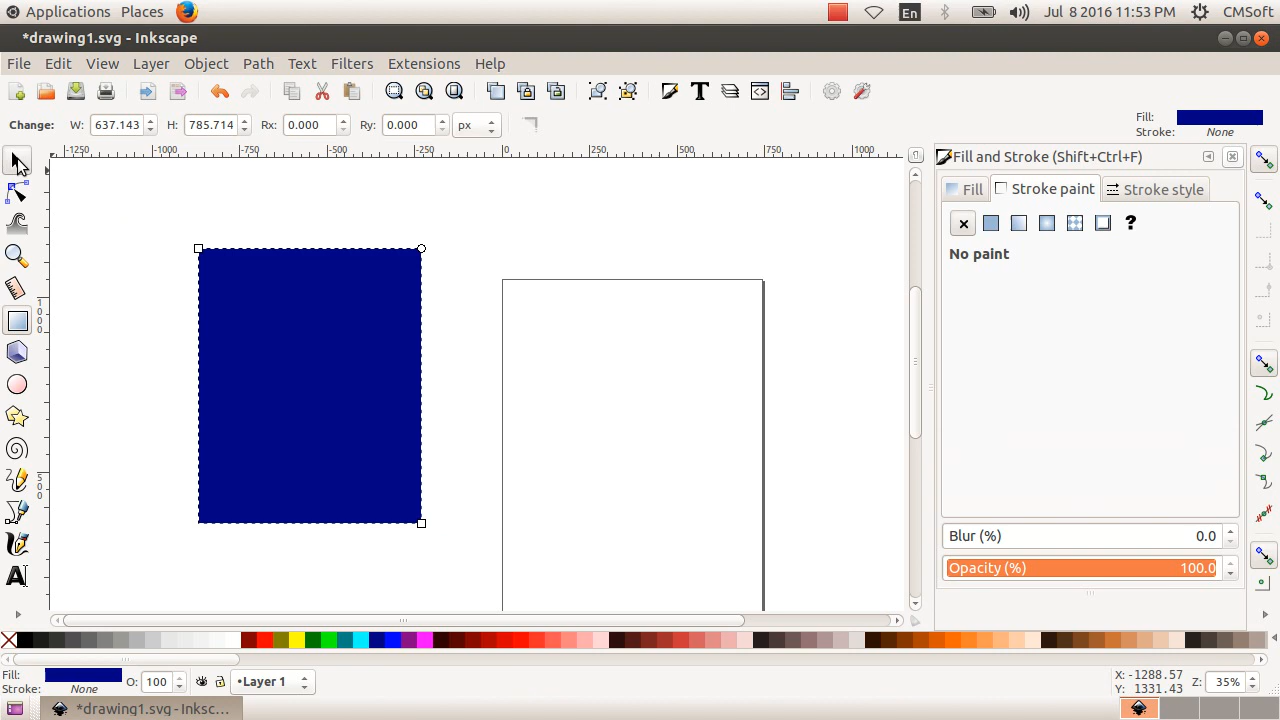 Applications Places En Jul 8 2016 11:53 PM CMSoft
*drawing1.svg - Inkscape
File Edit View Layer Object Path Text Filters Extensions Help
Change: W: 637.143 H: 785.714 Rx: 0.000 Ry: 0.000 px
Fill:
Stroke: None
-1250 -1000 -750 -500 -250 0 250 500 750 1000
Fill and Stroke (Shift+Ctrl+F)
Fill Stroke paint Stroke style
No paint
1000
500
Blur (%) 0.0
Opacity (%) 100.0
Fill:
Stroke: None
O: 100
•Layer 1
X: -1288.57
Y: 1331.43
Z: 35%
*drawing1.svg - Inksc...